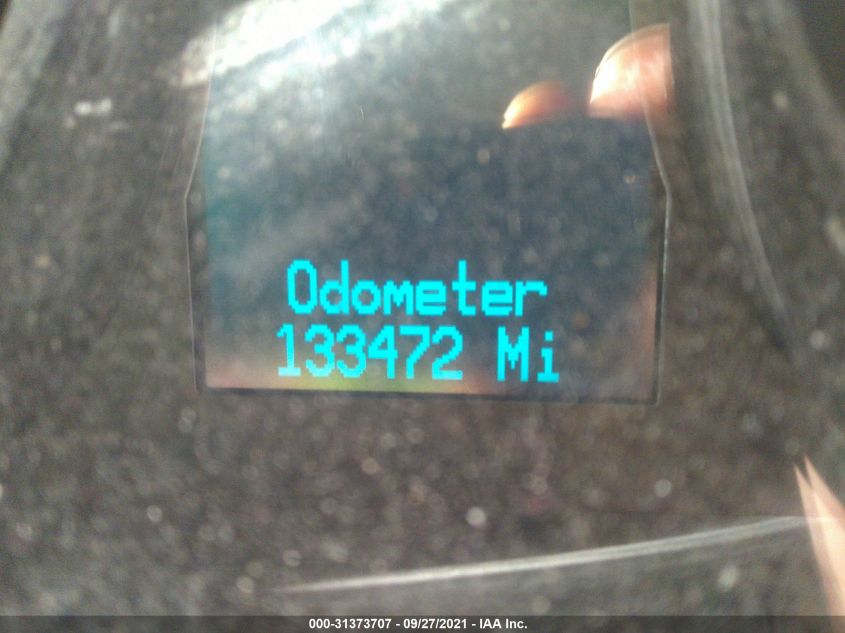 Odometer
133472 Mi
000-31373707 - 09/27/2021 - IAA Inc.